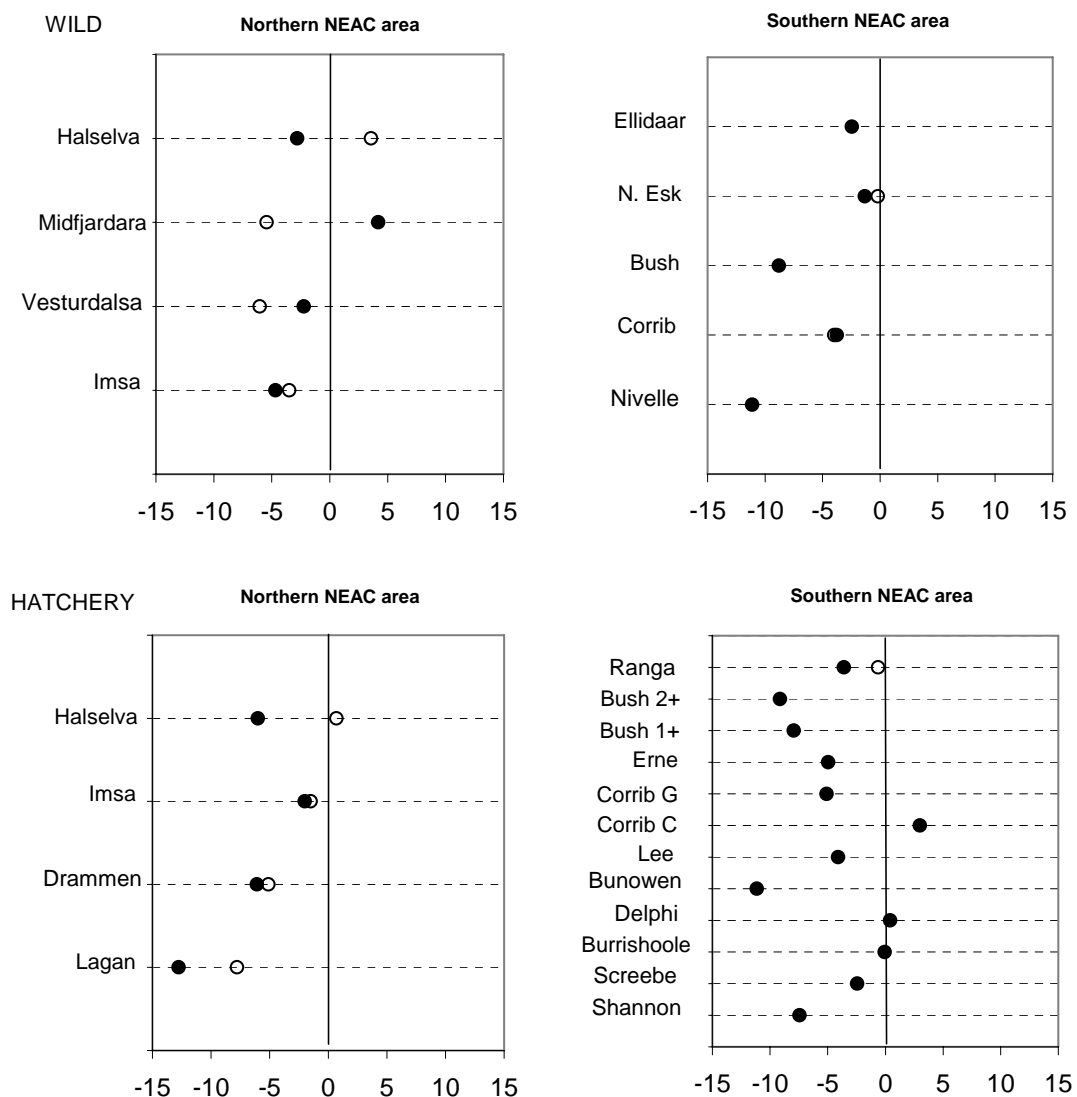 WILD
Northern NEAC area
Halselva
Midfjardara
Vesturdalsa
Imsa
-15 -10 -5 0 5 10 15
Southern NEAC area
Ellidaar
N. Esk
Bush
Corrib
Nivelle
-15 -10 -5 0 5 10 15
HATCHERY
Northern NEAC area
Halselva
Imsa
Drammen
Lagan
-15 -10 -5 0 5 10 15
Southern NEAC area
Ranga
Bush 2+
Bush 1+
Erne
Corrib G
Corrib C
Lee
Bunowen
Delphi
Burrishoole
Screebe
Shannon
-15 -10 -5 0 5 10 15